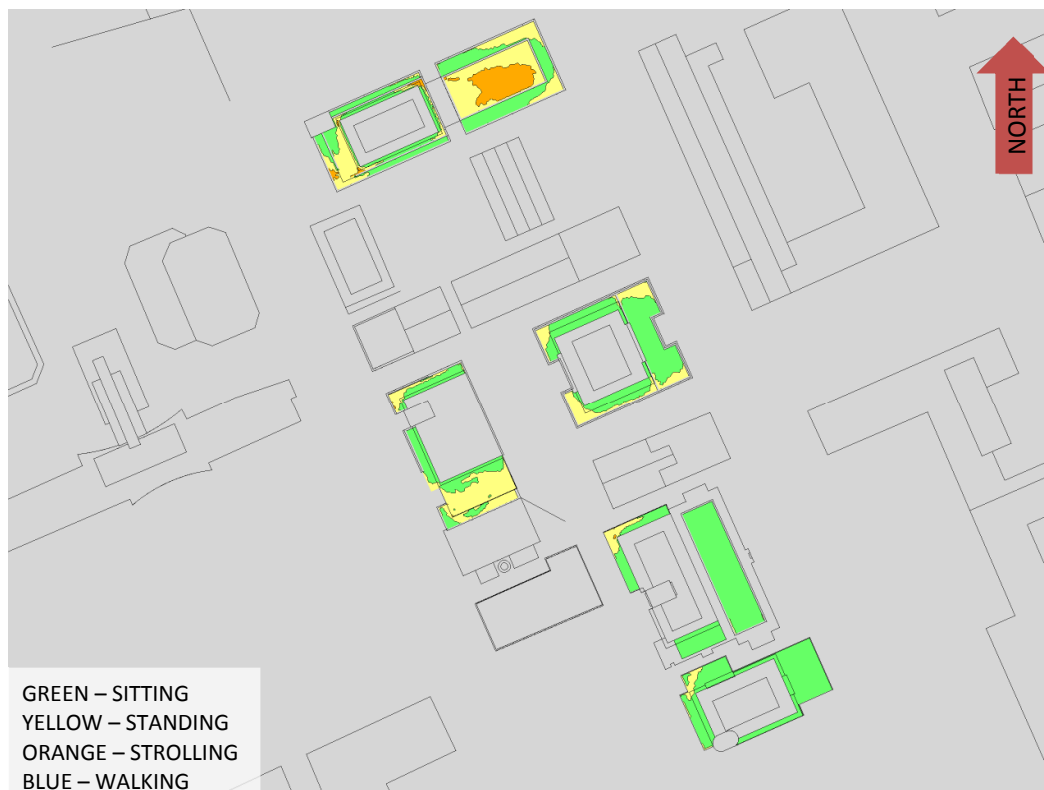 NORTH
GREEN – SITTING
YELLOW – STANDING
ORANGE – STROLLING
BLUE – WALKING